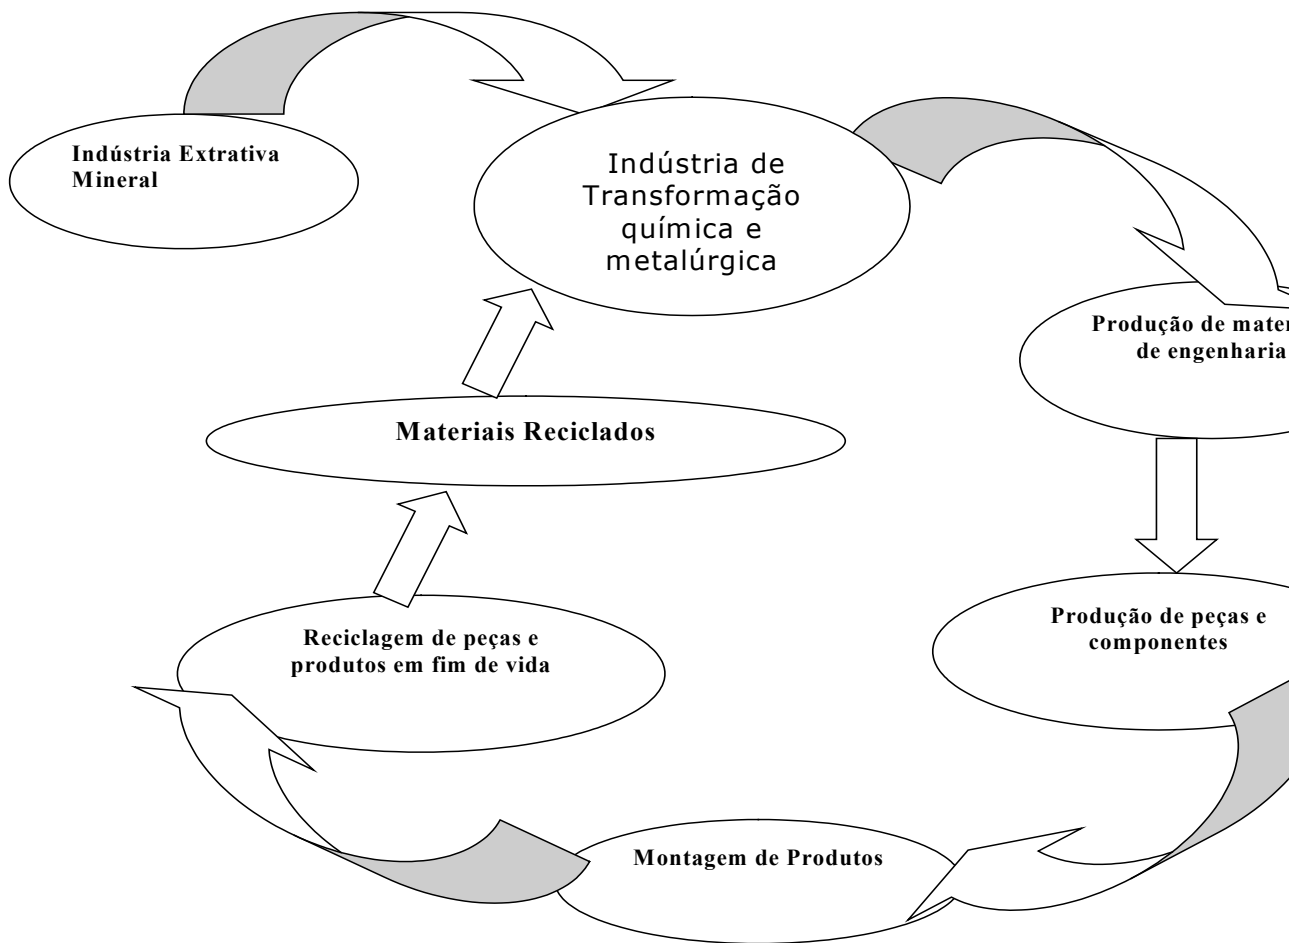 Indústria Extrativa
Mineral
Indústria de
Transformação
química e
metalúrgica
Produção de
de engenharia
Materiais Reciclados
Reciclagem de peças e
produtos em fim de vida
Produção de peças e
componentes
Montagem de Produtos